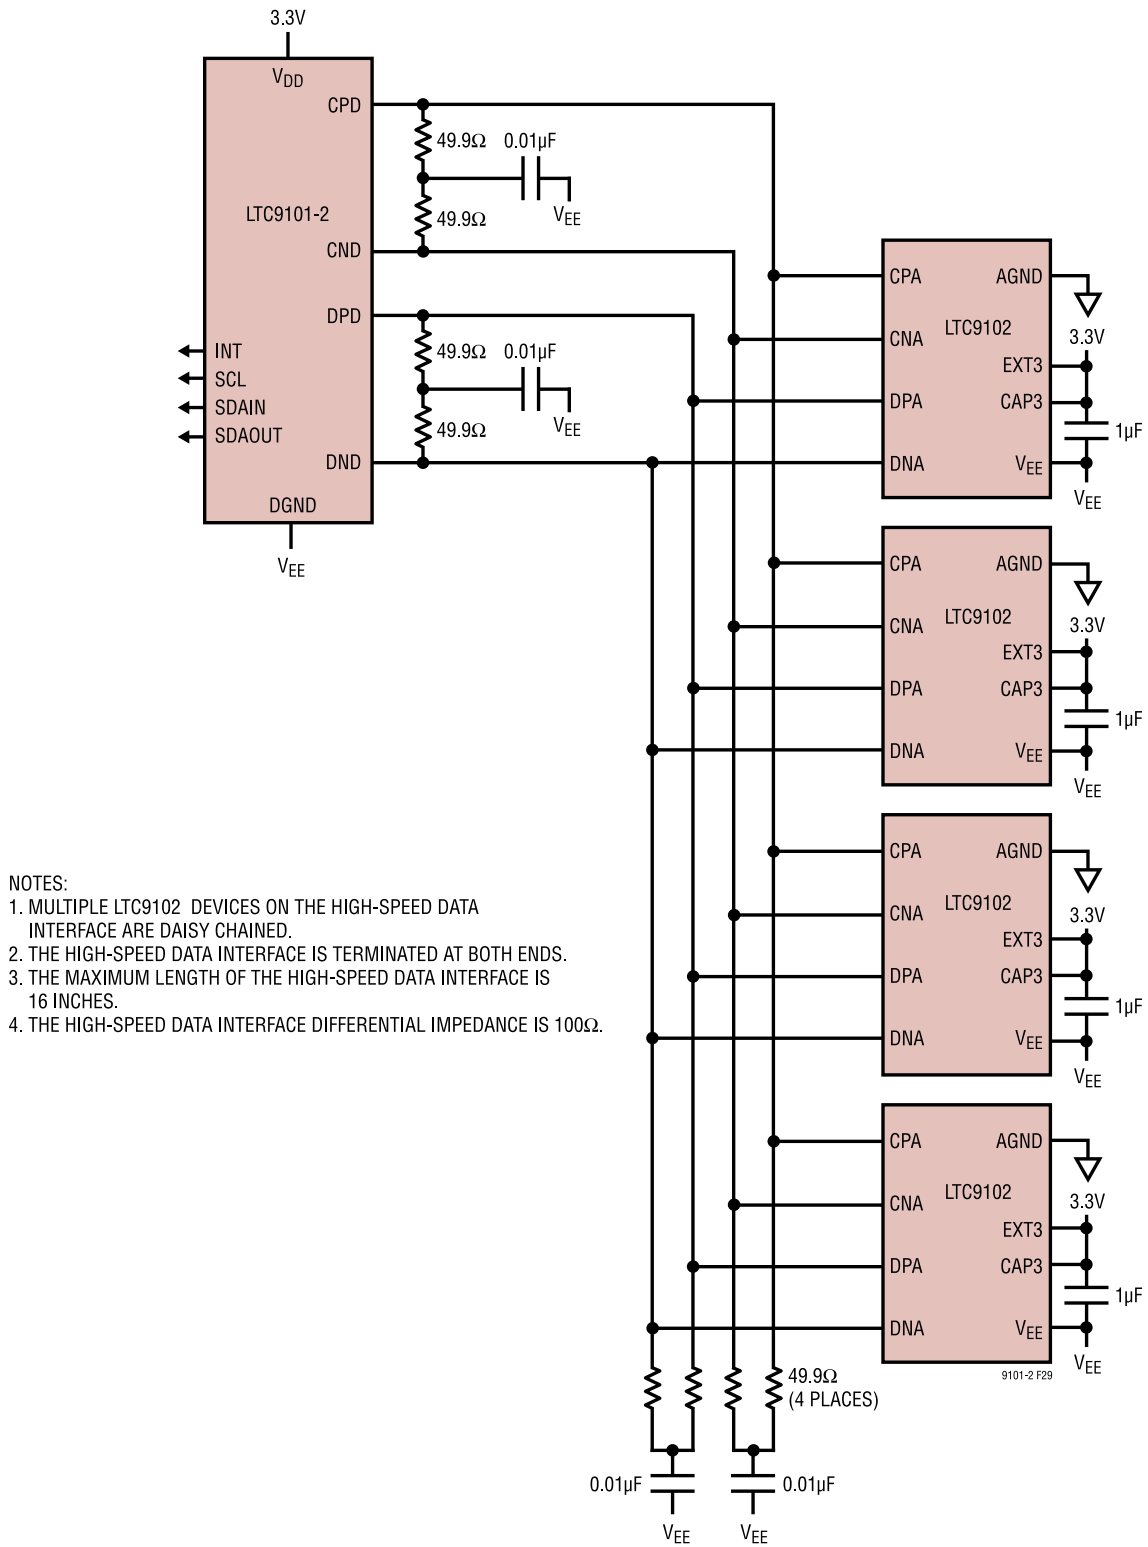 3.3V
VDD
CPD
49.9Ω
0.01µF
VEE
LTC9101-2
49.9Ω
CND
DPD
INT
49.9Ω
0.01µF
SCL
SDAIN
VEE
SDAOUT
49.9Ω
DND
DGND
VEE
CPA
AGND
LTC9102
3.3V
CNA
EXT3
DPA
CAP3
1µF
DNA
VEE
VEE
CPA
AGND
LTC9102
3.3V
CNA
EXT3
DPA
CAP3
1µF
DNA
VEE
VEE
CPA
AGND
LTC9102
3.3V
CNA
EXT3
DPA
CAP3
1µF
DNA
VEE
VEE
CPA
AGND
LTC9102
3.3V
CNA
EXT3
DPA
CAP3
1µF
DNA
VEE
VEE
9101-2 F29
NOTES:
1. MULTIPLE LTC9102 DEVICES ON THE HIGH-SPEED DATA
INTERFACE ARE DAISY CHAINED.
2. THE HIGH-SPEED DATA INTERFACE IS TERMINATED AT BOTH ENDS.
3. THE MAXIMUM LENGTH OF THE HIGH-SPEED DATA INTERFACE IS
16 INCHES.
4. THE HIGH-SPEED DATA INTERFACE DIFFERENTIAL IMPEDANCE IS 100Ω.
49.9Ω
(4 PLACES)
0.01µF
0.01µF
VEE
VEE